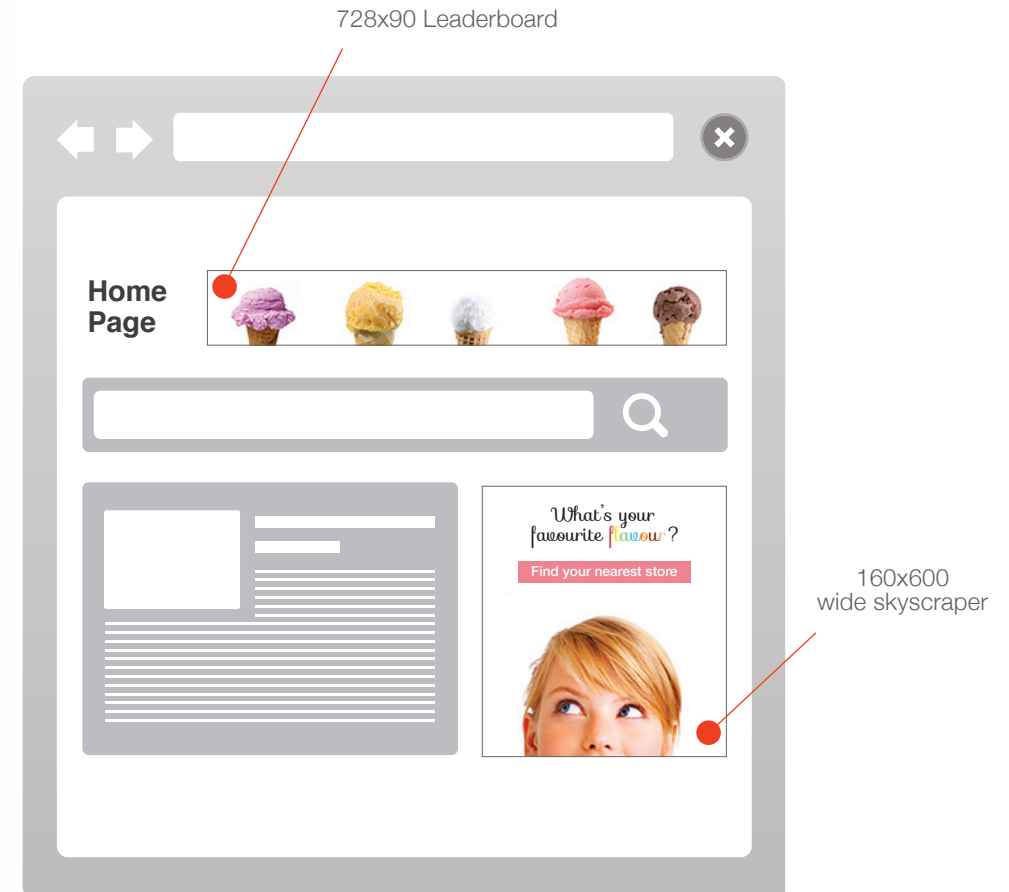 728x90 Leaderboard
Home
Page
What's your
favourite flavour?
Find your nearest store
160x600
wide skyscraper